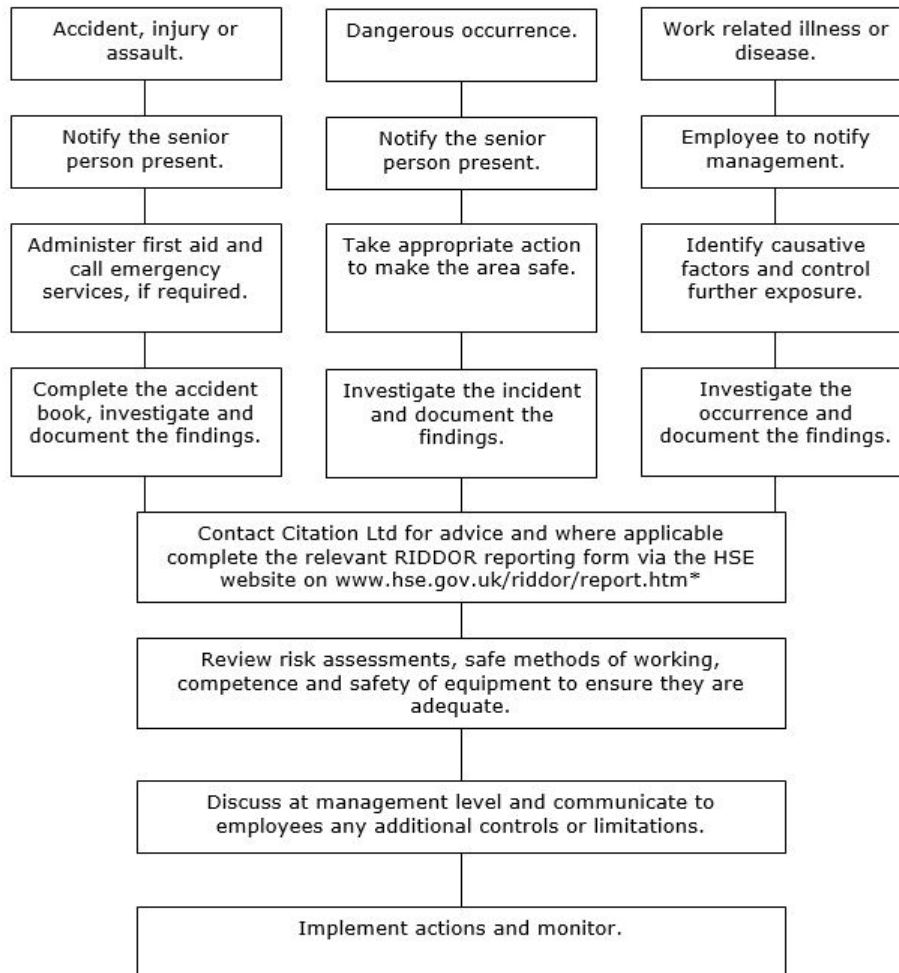 Accident, injury or
assault.
Dangerous occurrence.
Work related illness or
disease.
Notify the senior
person present.
Notify the senior
person present.
Employee to notify
management.
Administer first aid and
call emergency
services, if required.
Take appropriate action
to make the area safe.
Identify causative
factors and control
further exposure.
Complete the accident
book, investigate and
document the findings.
Investigate the incident
and document the
findings.
Investigate the
occurrence and
document the findings.
Contact Citation Ltd for advice and where applicable
complete the relevant RIDDOR reporting form via the HSE
website on www.hse.gov.uk/riddor/report.htm*
Review risk assessments, safe methods of working,
competence and safety of equipment to ensure they are
adequate.
Discuss at management level and communicate to
employees any additional controls or limitations.
Implement actions and monitor.